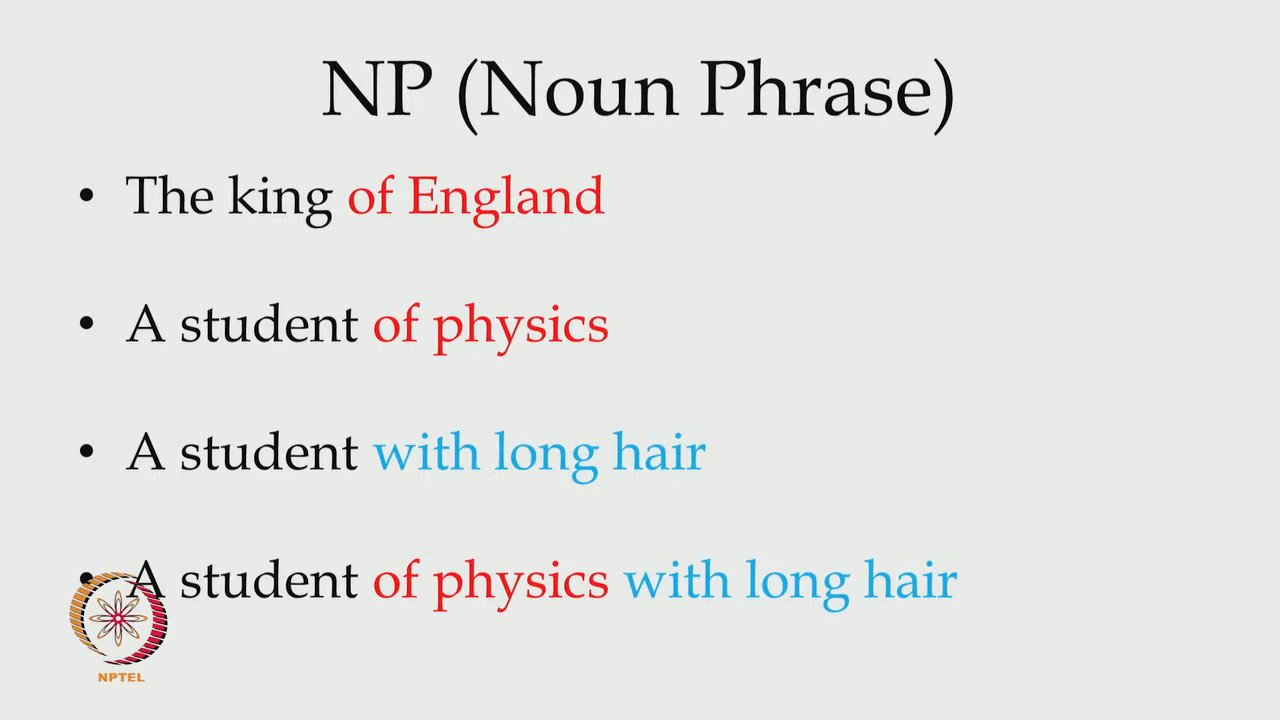 NP (Noun Phrase)
• The king of England
• A student of physics
• A student with long hair
• A student of physics with long hair
NPTEL